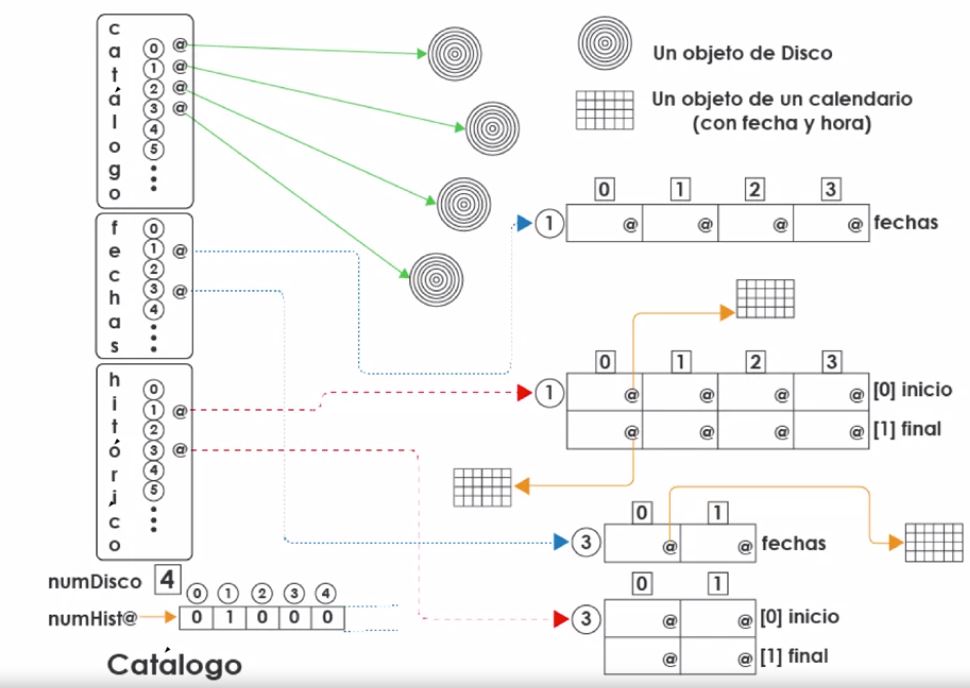 catálogo
0 @
1 @
2 @
3 @
4
5
Un objeto de Disco
Un objeto de un calendario
(con fecha y hora)
fechas
0
1 @
2
3 @
4
0 1 2 3
1 @ @ @ @ fechas
hitórico
0
1 @
2
3 @
4
5
0 1 2 3
1 @ @ @ @ [0] inicio
@ @ @ @ [1] final
0 1
3 @ @ fechas
0 1
3 @ @ [0] inicio
@ @ [1] final
numDisco 4
0 1 2 3 4
numHist@ 0 1 0 0 0
Catálogo